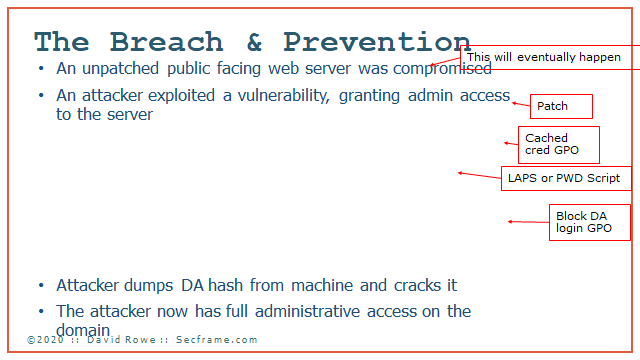 The Breach & Prevention
This will eventually happen
• An unpatched public facing web server was compromised
• An attacker exploited a vulnerability, granting admin access
to the server
Patch
Cached
cred GPO
LAPS or PWD Script
Block DA
login GPO
• Attacker dumps DA hash from machine and cracks it
• The attacker now has full administrative access on the
domain
©2020 :: David Rowe :: Secframe.com